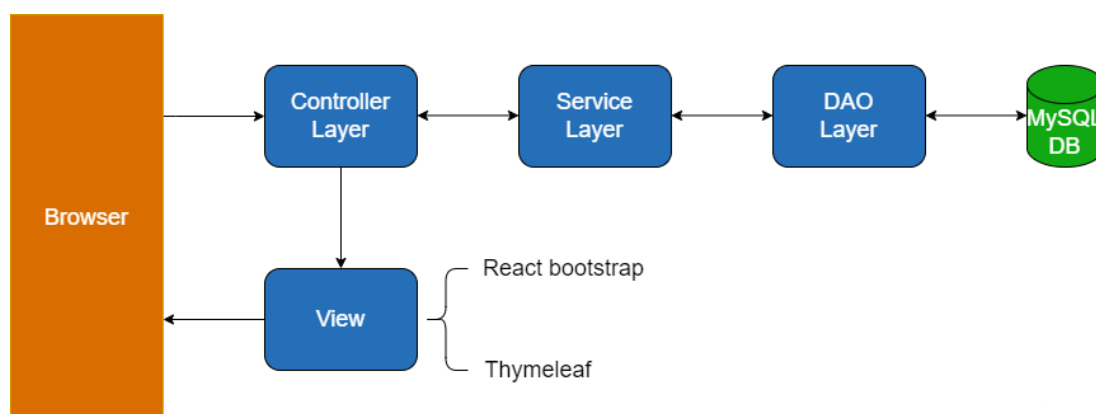 Controller
Layer
Service
Layer
DAO
Layer
MySQL
DB
Browser
View
React bootstrap
Thymeleaf